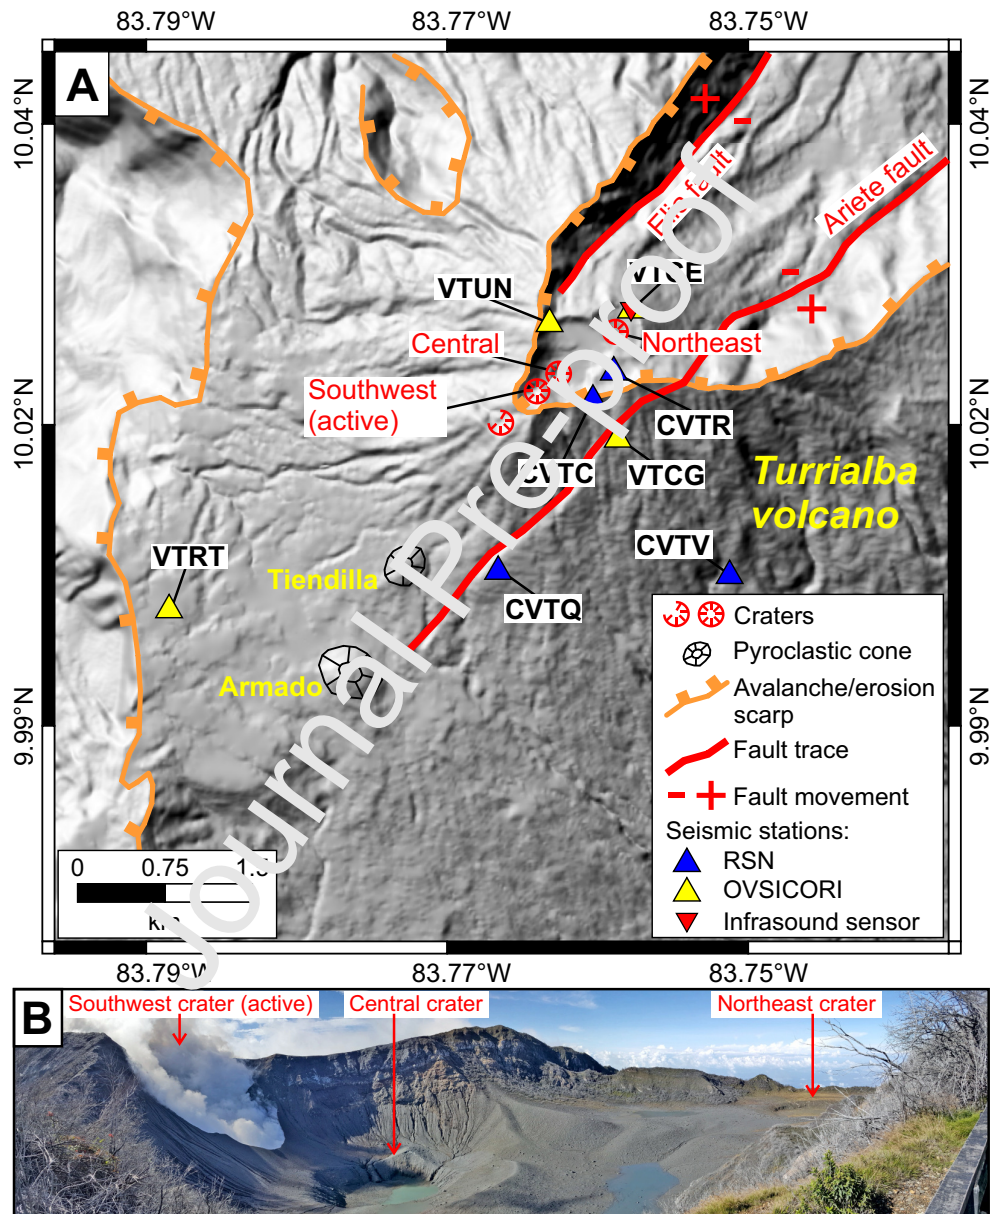 83.79°W 83.77°W 83.75°W
A
10.04°N
10.04°N
Elia fault
Ariete fault
VTUN
VTCE
Central
Northeast
Southwest
(active)
10.02°N
10.02°N
CVTR
CVTC
VTCG
Turrialba
volcano
VTRT
CVTV
Tiendilla
CVTQ
Armado
9.99°N
9.99°N
Craters
Pyroclastic cone
Avalanche/erosion
scarp
Fault trace
Fault movement
Seismic stations:
RSN
OVSICORI
Infrasound sensor
0 0.75 1.5
km
83.79°W 83.77°W 83.75°W
Journal Pre-proof
B
Southwest crater (active)
Central crater
Northeast crater